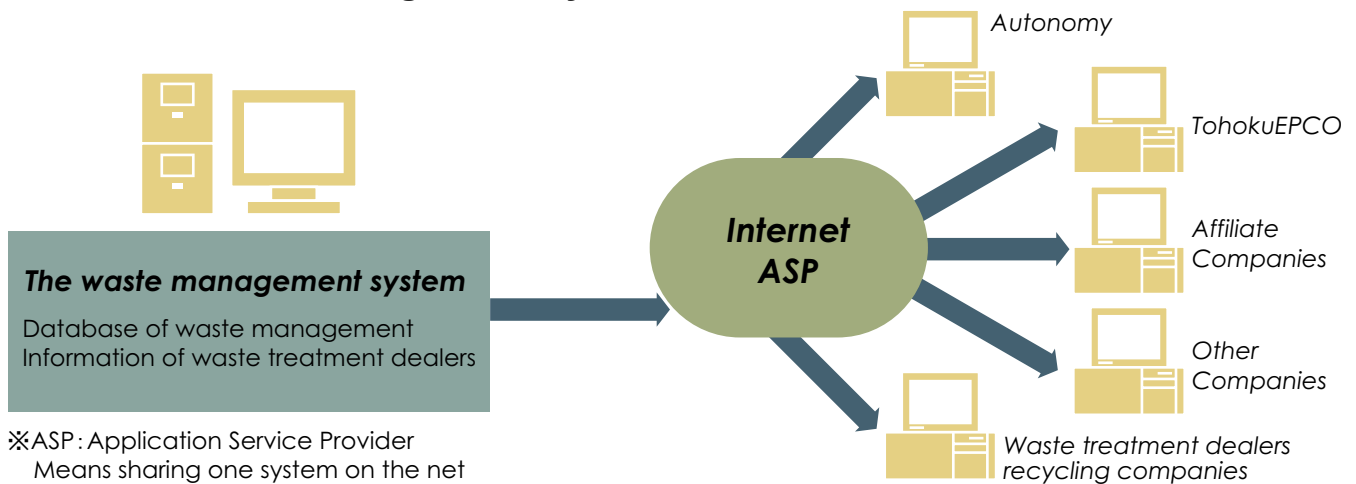 Autonomy
TohokuEPCO
Affiliate
Companies
Other
Companies
Waste treatment dealers
recycling companies
Internet
ASP
The waste management system
Database of waste management
Information of waste treatment dealers
※ASP：Application Service Provider
Means sharing one system on the net